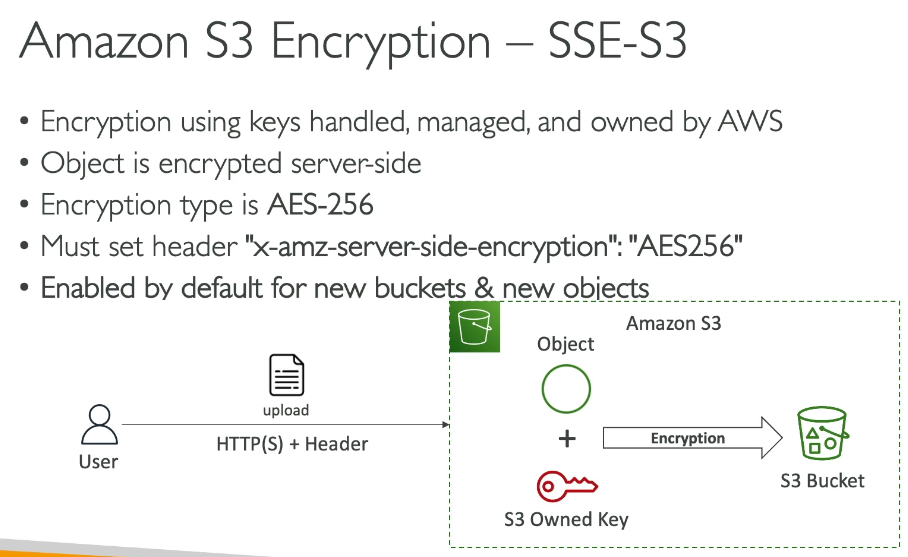 Amazon S3 Encryption – SSE-S3
• Encryption using keys handled, managed, and owned by AWS
• Object is encrypted server-side
• Encryption type is AES-256
• Must set header "x-amz-server-side-encryption": "AES256"
• Enabled by default for new buckets & new objects
Amazon S3
Object
upload
HTTP(S) + Header
User
+
Encryption
S3 Bucket
S3 Owned Key